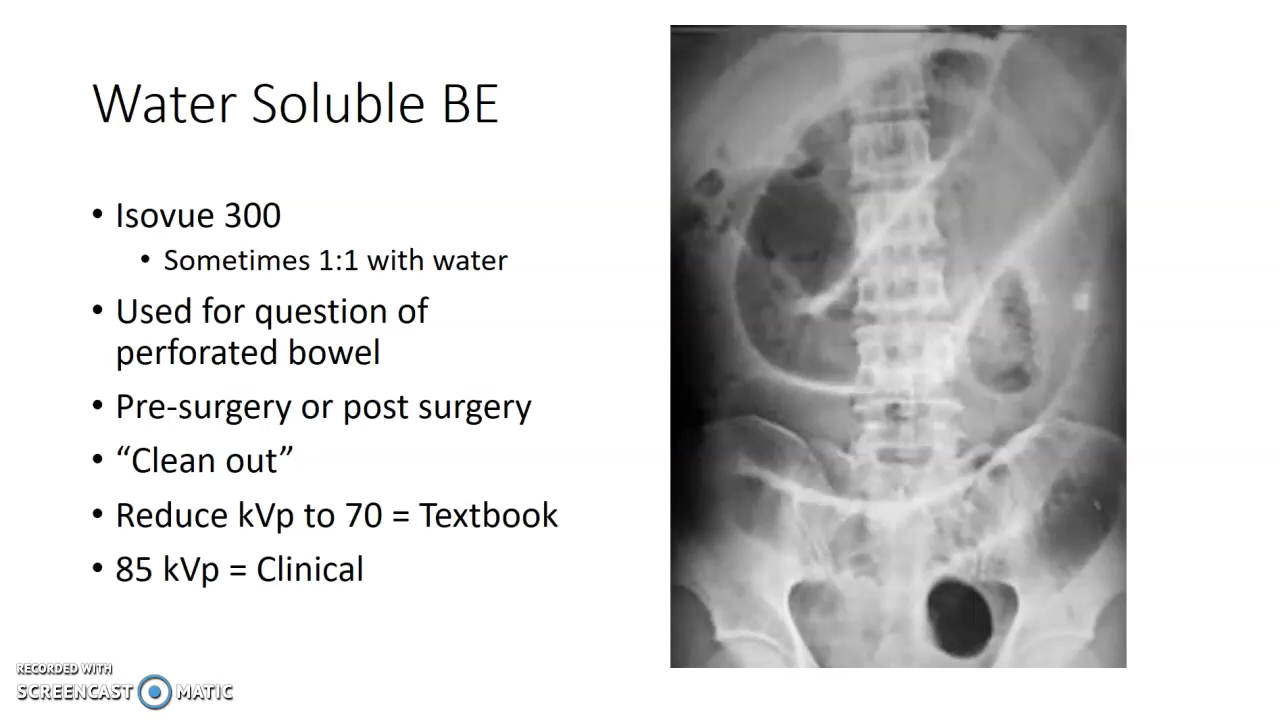 Water Soluble BE
• Isovue 300
• Sometimes 1:1 with water
• Used for question of
perforated bowel
• Pre-surgery or post surgery
• “Clean out”
• Reduce kVp to 70 = Textbook
• 85 kVp = Clinical
RECORDED WITH
SCREENCAST MATIC